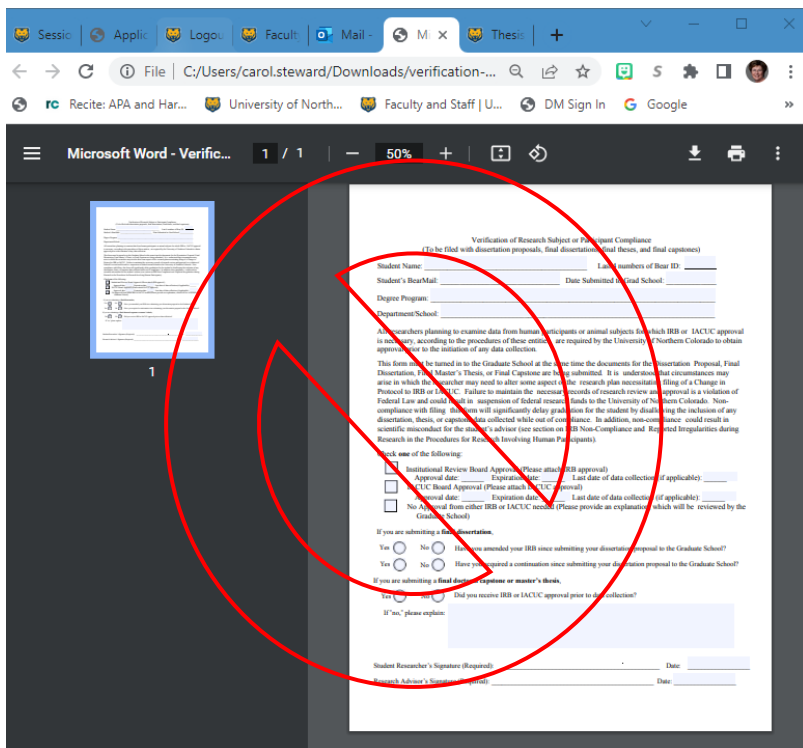 Sessio Applic Logou Facult Mail - Mi Thesis
File C:/Users/carol.steward/Downloads/verification-...
rc Recite: APA and Har... University of North... Faculty and Staff | U... DM Sign In Google »
Microsoft Word - Verific... 1 / 1 50%
1
Verification of Research Subject or Participant Compliance
(To be filed with dissertation proposals, final dissertations, final theses, and final capstones)
Student Name: Last numbers of Bear ID:
Student's BearMail: Date Submitted to Grad School:
Degree Program:
Department/School:
All researchers planning to examine data from human participants or animal subjects for which IRB or IACUC approval
is necessary, according to the procedures of these entities, are required by the University of Northern Colorado to obtain
approval prior to the initiation of any data collection.
This form must be turned in to the Graduate School at the same time the documents for the Dissertation Proposal, Final
Dissertation, Final Master's Thesis, or Final Capstone are being submitted. It is understood that circumstances may
arise in which the researcher may need to alter some aspect of the research plan necessitating filing of a Change in
Protocol to IRB or IACUC. Failure to maintain the necessary records of research review and approval is a violation of
Federal Law and could result in suspension of federal research funds to the University of Northern Colorado. Non-
compliance with filing this form will significantly delay graduation for the student by disallowing the inclusion of any
dissertation, thesis, or capstone data collected while out of compliance. In addition, non-compliance could result in
scientific misconduct for the student's advisor (see section on IRB Non-Compliance and Reported Irregularities during
Research in the Procedures for Research Involving Human Participants).
Check one of the following:
Institutional Review Board Approval (Please attach IRB approval)
Approval date: Expiration date: Last date of data collection (if applicable):
IACUC Board Approval (Please attach IACUC approval)
Approval date: Expiration date: Last date of data collection (if applicable):
No Approval from either IRB or IACUC needed (Please provide an explanation which will be reviewed by the
Graduate School)
If you are submitting a final dissertation,
Yes No Have you amended your IRB since submitting your dissertation proposal to the Graduate School?
Yes No Have you acquired a continuation since submitting your dissertation proposal to the Graduate School?
If you are submitting a final doctoral capstone or master's thesis,
Yes No Did you receive IRB or IACUC approval prior to data collection?
If "no," please explain:
Student Researcher's Signature (Required): Date:
Research Advisor's Signature (Required): Date: